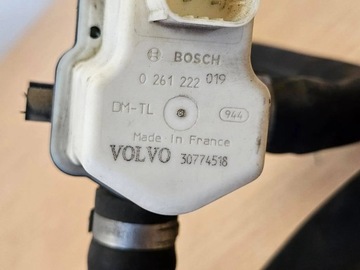 BOSCH
0 261 222 019
DM-TL 944
Made in France
VOLVO 30774518